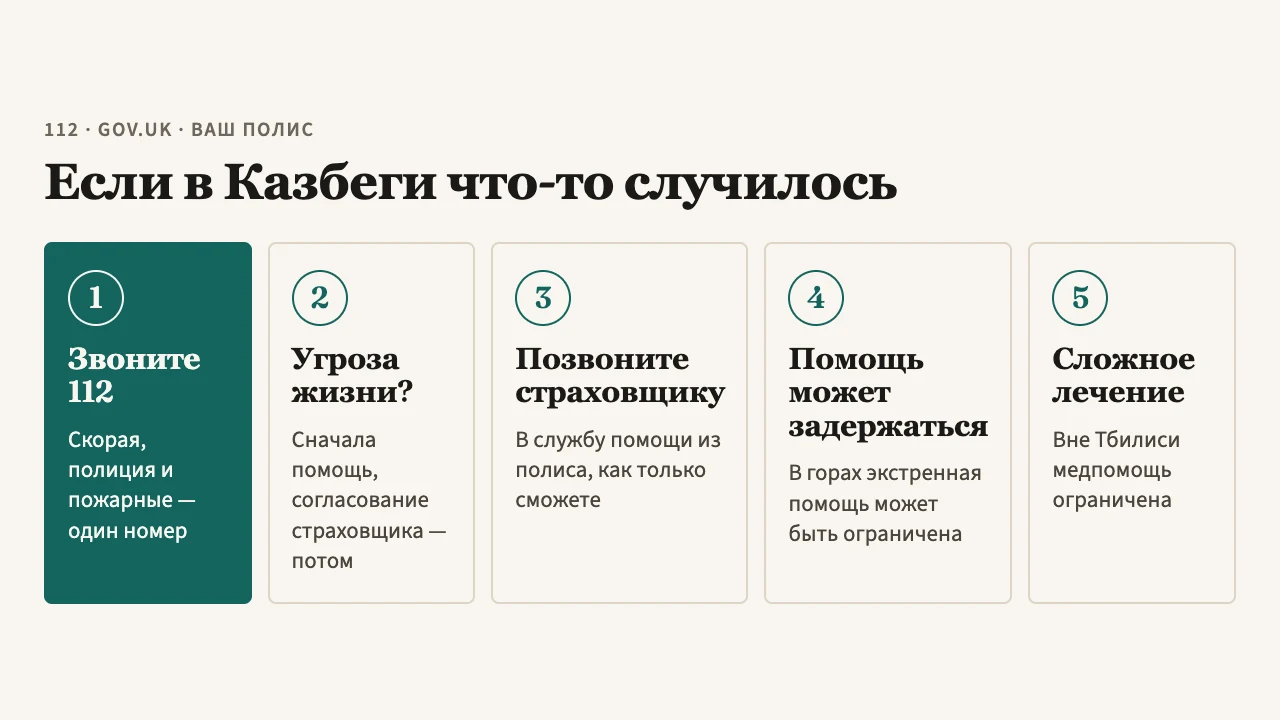 112 · GOV.UK · ВАШ ПОЛИС
Если в Казбеги что-то случилось
1
Звоните
112
Скорая,
полиция и
пожарные —
один номер
2
Угроза
жизни?
Сначала
помощь,
согласование
страховщика —
потом
3
Позвоните
страховщику
В службу помощи из
полиса, как только
сможете
4
Помощь
может
задержаться
В горах экстренная
помощь может
быть ограничена
5
Сложное
лечение
Вне Тбилиси
медпомощь
ограничена